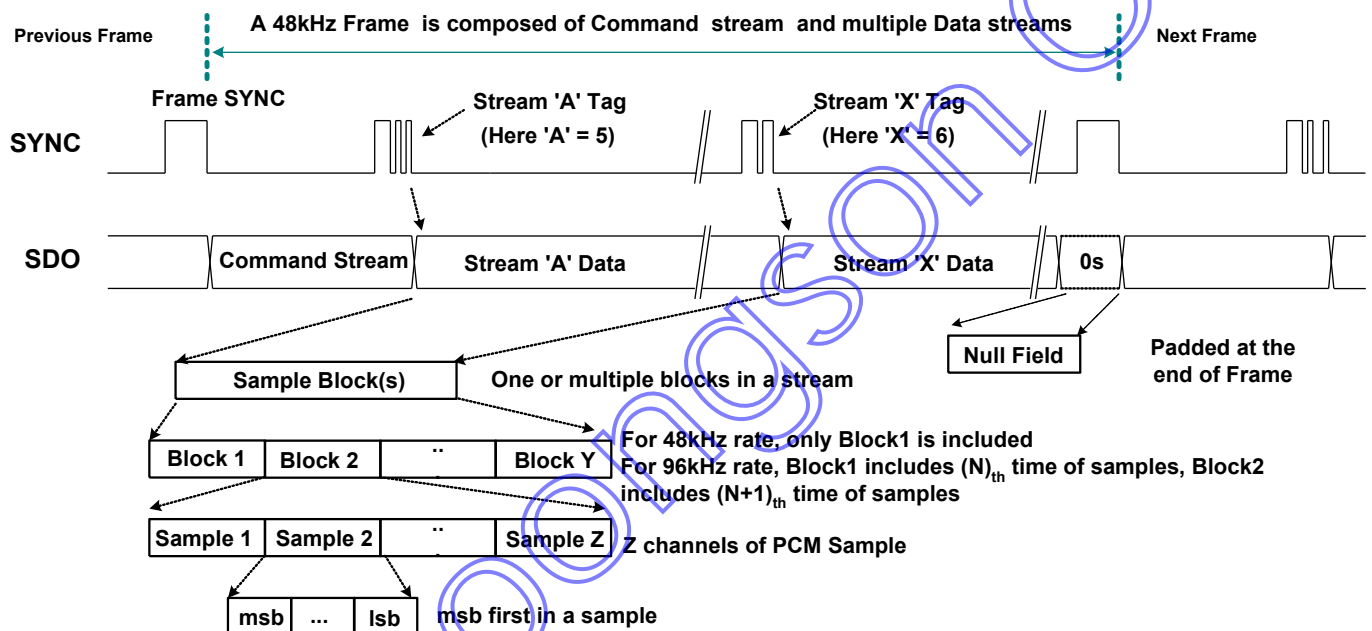 Previous Frame
A 48kHz Frame is composed of Command stream and multiple Data streams
Next Frame
Frame SYNC
Stream 'A' Tag
(Here 'A' = 5)
Stream 'X' Tag
(Here 'X' = 6)
SYNC
SDO
Command Stream
Stream 'A' Data
Stream 'X' Data
0s
Null Field
Padded at the
end of Frame
Sample Block(s)
One or multiple blocks in a stream
Block 1
Block 2
..
.
Block Y
For 48kHz rate, only Block1 is included
For 96kHz rate, Block1 includes (N)th time of samples, Block2
includes (N+1)th time of samples
Sample 1
Sample 2
..
.
Sample Z
Z channels of PCM Sample
msb
...
lsb
msb first in a sample
oongson